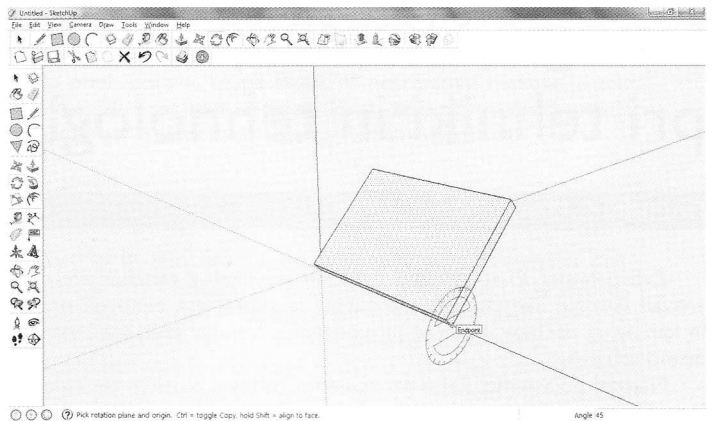 Untitled - SketchUp
File Edit View Camera Draw Tools Window Help
Endpoint
Pick rotation plane and origin. Ctrl = toggle Copy, hold Shift = align to face.
Angle 45